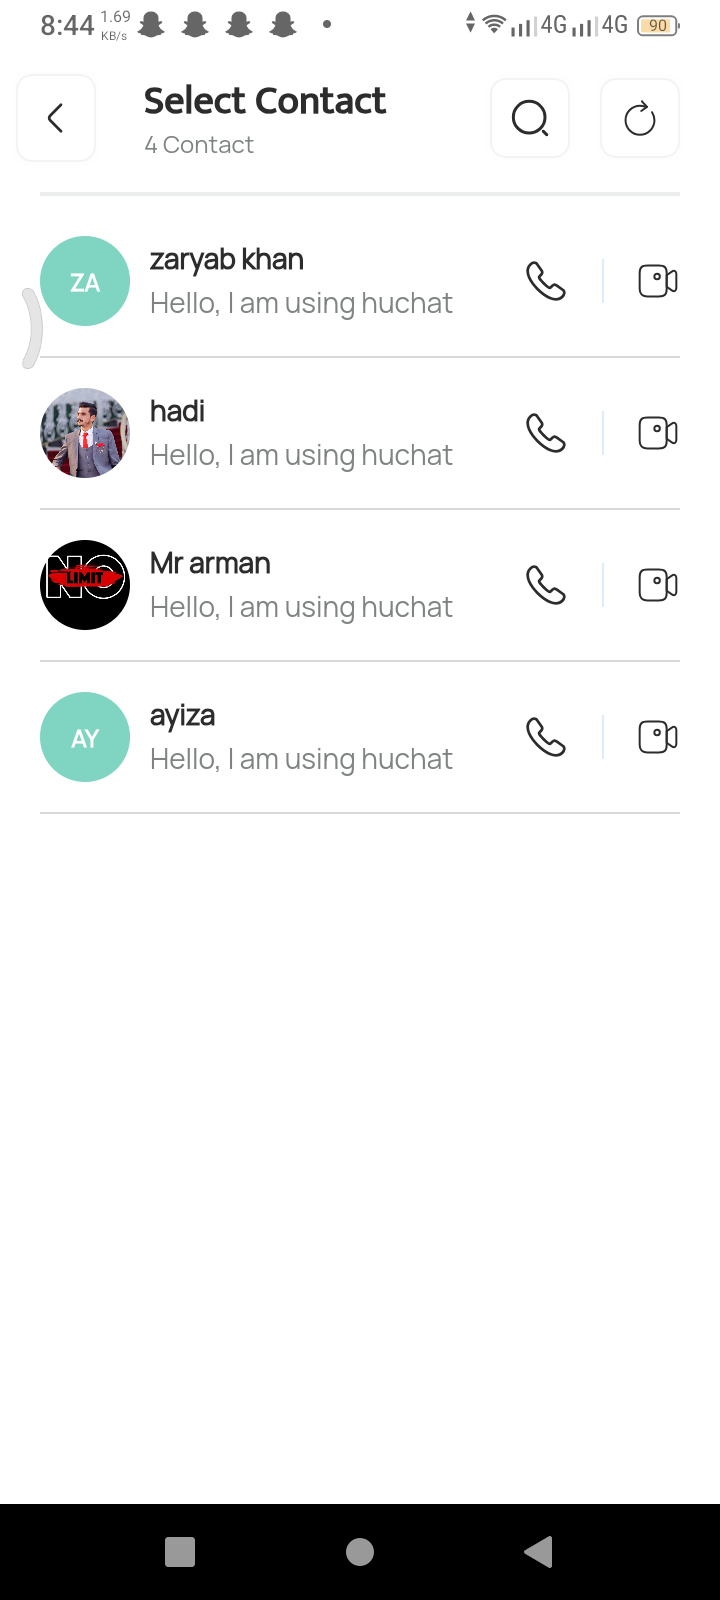 8:44 1.69 KB/s 4G 4G 90
Select Contact
4 Contact
ZA
zaryab khan
Hello, I am using huchat
hadi
Hello, I am using huchat
NO LIMIT
Mr arman
Hello, I am using huchat
AY
ayiza
Hello, I am using huchat